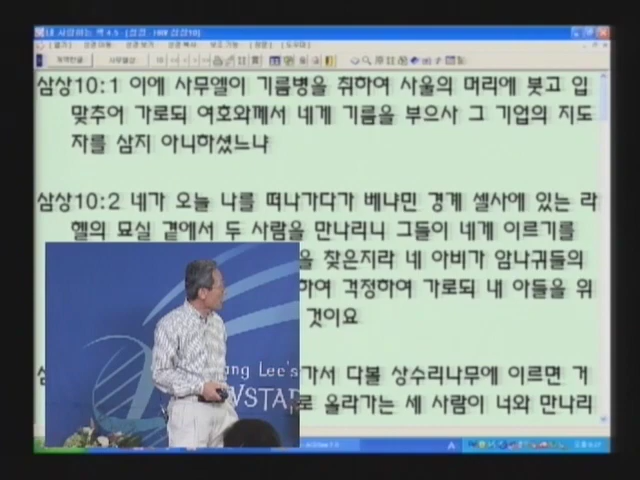 삼상10:1 이에 사무엘이 기름병을 취하여 사울의 머리에 붓고 입
맞추어 가로되 여호와께서 네게 기름을 부으사 그 기업의 지도
자를 삼지 아니하셨느냐
삼상10:2 네가 오늘 나를 떠나가다가 베냐민 경계 셀사에 있는 라
헬의 묘실 곁에서 두 사람을 만나리니 그들이 네게 이르기를
을 찾은지라 네 아비가 암나귀들의
하여 걱정하여 가로되 내 아들을 위
것이요
가서 다볼 상수리나무에 이르면 거
로 올라가는 세 사람이 너와 만나리
ang Lee's
WSTAR